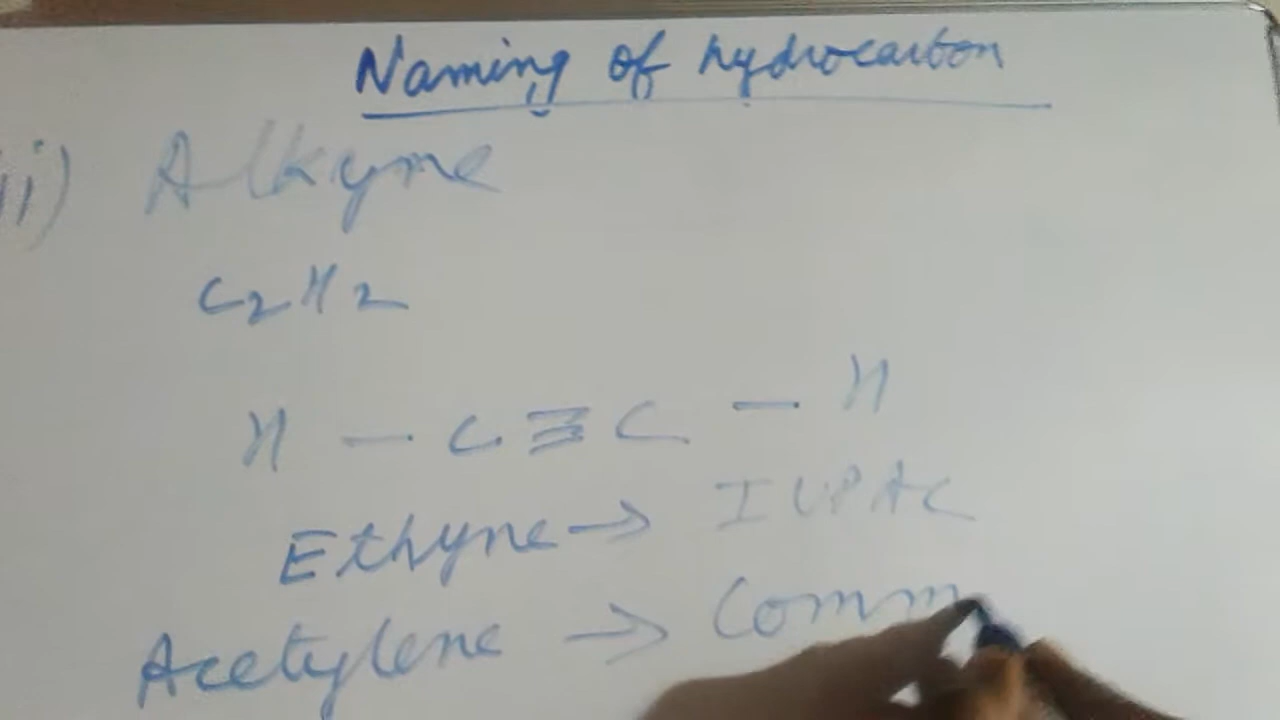 Naming of hydrocarbon
ii) Alkyne
C2H2
H — C ≡ C — H
Ethyne → IUPAC
Acetylene → Comm